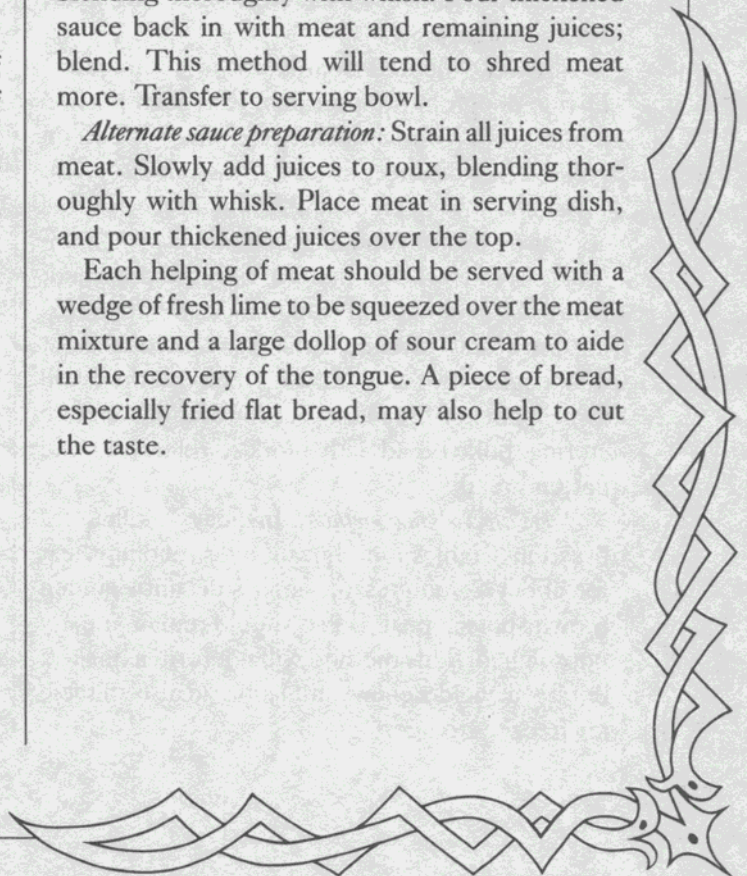 sauce back in with meat and remaining juices;
blend. This method will tend to shred meat
more. Transfer to serving bowl.
Alternate sauce preparation: Strain all juices from
meat. Slowly add juices to roux, blending thor-
oughly with whisk. Place meat in serving dish,
and pour thickened juices over the top.
Each helping of meat should be served with a
wedge of fresh lime to be squeezed over the meat
mixture and a large dollop of sour cream to aide
in the recovery of the tongue. A piece of bread,
especially fried flat bread, may also help to cut
the taste.